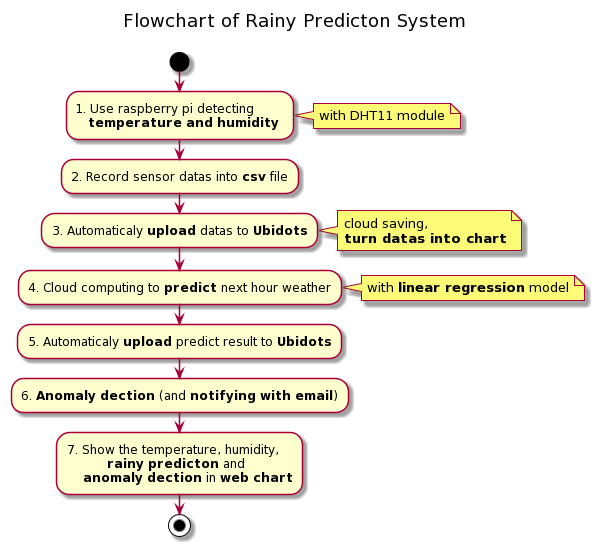 Flowchart of Rainy Predicton System
1. Use raspberry pi detecting
temperature and humidity
with DHT11 module
2. Record sensor datas into csv file
3. Automaticaly upload datas to Ubidots
cloud saving,
turn datas into chart
4. Cloud computing to predict next hour weather
with linear regression model
5. Automaticaly upload predict result to Ubidots
6. Anomaly dection (and notifying with email)
7. Show the temperature, humidity,
rainy predicton and
anomaly dection in web chart